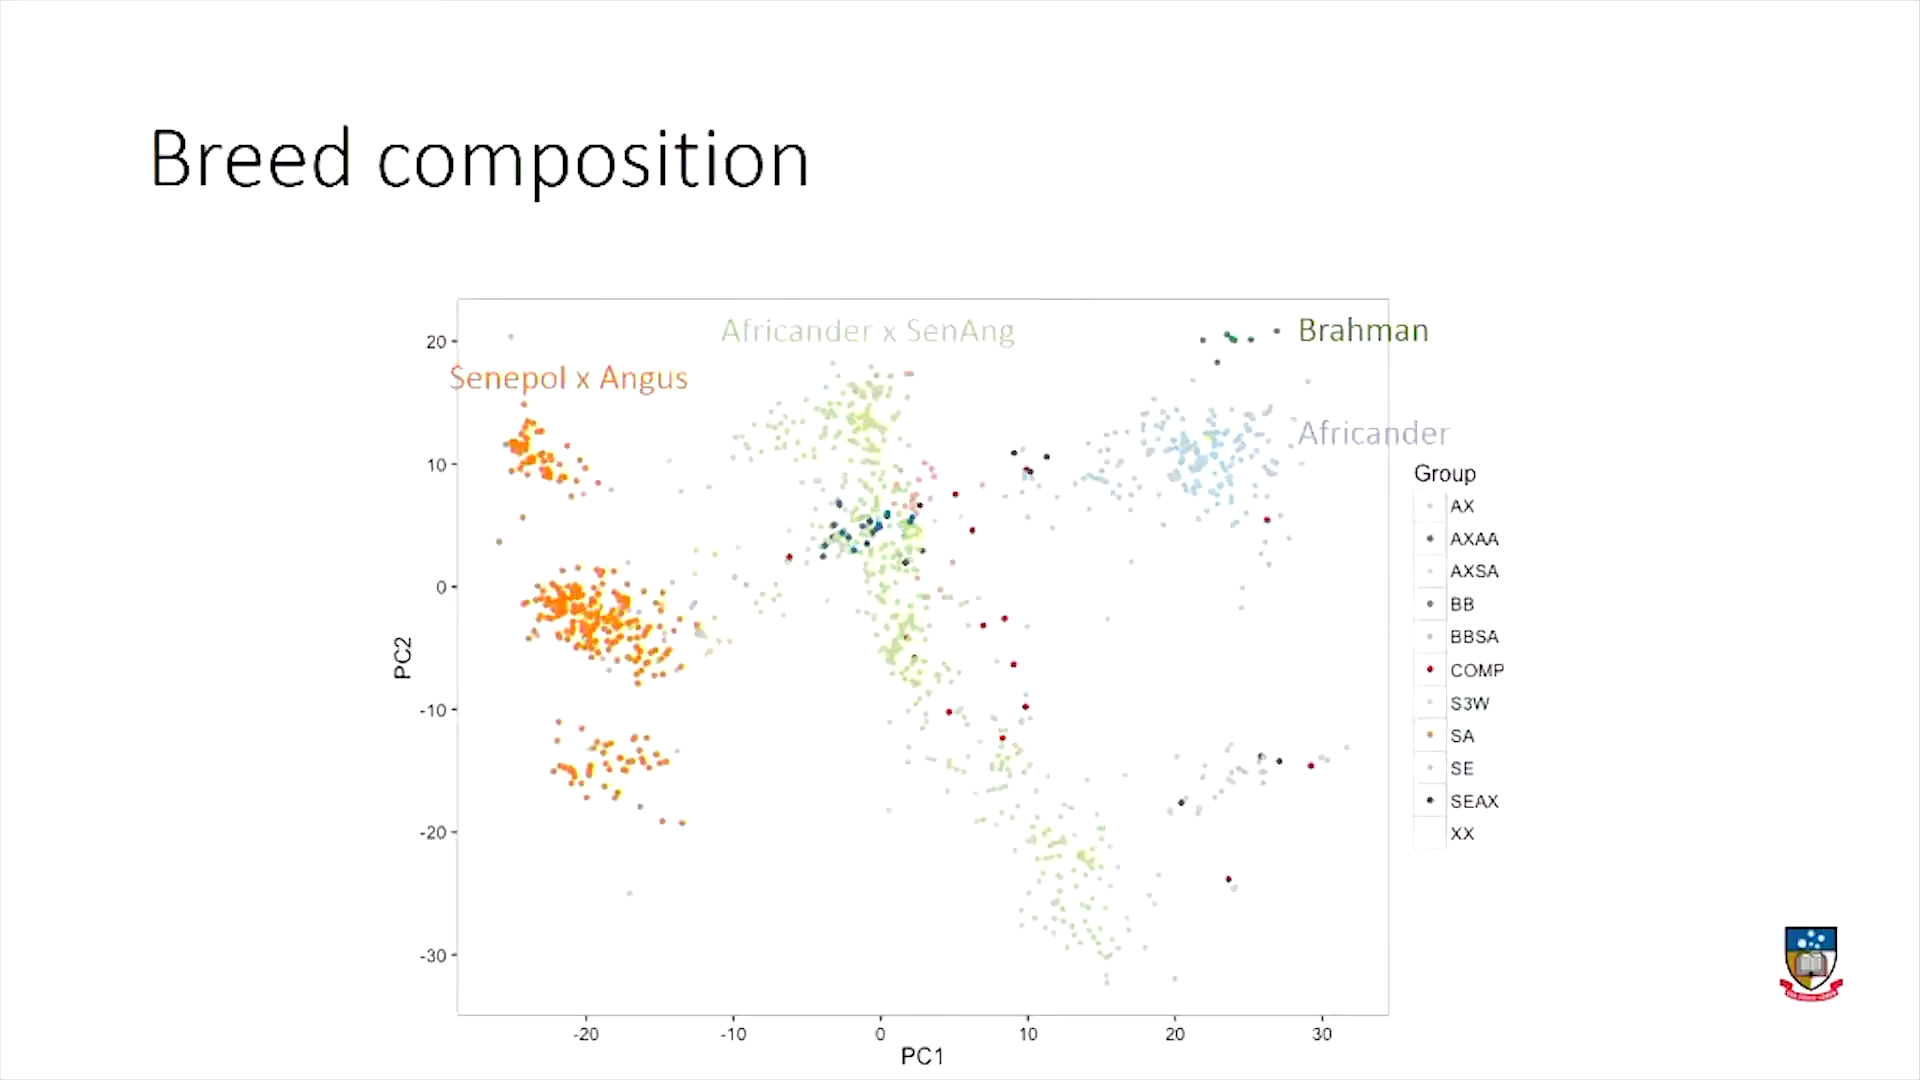 Breed composition
Africander x SenAng
Brahman
Senepol x Angus
Africander
20
10
0
-10
-20
-30
PC2
-20
-10
0
10
20
30
PC1
Group
AX
AXAA
AXSA
BB
BBSA
COMP
S3W
SA
SE
SEAX
XX